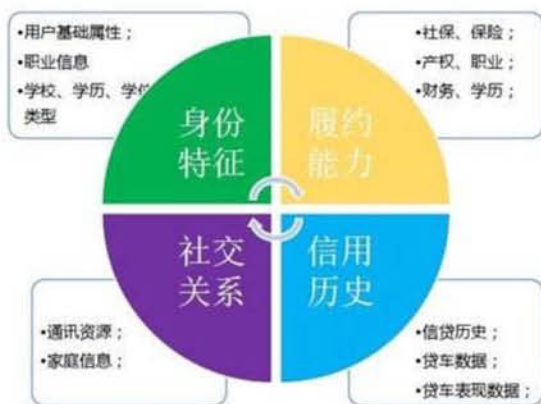 •用户基础属性；
•职业信息
•学校、学历、学位
类型
•社保、保险；
•产权、职业；
•财务、学历；
身份
特征
履约
能力
社交
关系
信用
历史
•通讯资源；
•家庭信息；
•信贷历史；
•贷车数据；
•贷车表现数据；